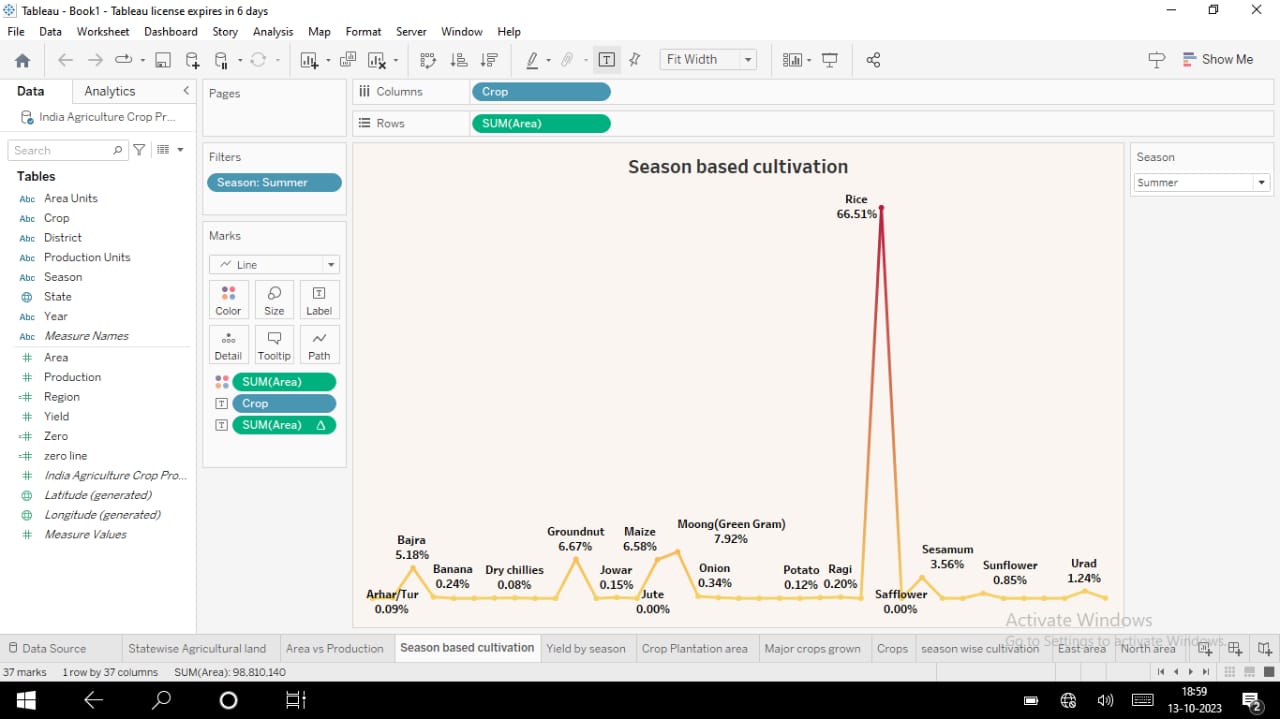 Tableau - Book1 - Tableau license expires in 6 days
File Data Worksheet Dashboard Story Analysis Map Format Server Window Help
Fit Width
Show Me
Data Analytics
India Agriculture Crop Pr...
Search
Tables
Abc Area Units
Abc Crop
Abc District
Abc Production Units
Abc Season
State
Abc Year
Abc Measure Names
# Area
# Production
=# Region
# Yield
=# Zero
=# zero line
# India Agriculture Crop Pro...
Latitude (generated)
Longitude (generated)
# Measure Values
Pages
Filters
Season: Summer
Marks
Line
Color Size Label
Detail Tooltip Path
SUM(Area)
Crop
SUM(Area) Δ
Columns Crop
Rows SUM(Area)
Season based cultivation
Rice
66.51%
Bajra
5.18%
Arhar/Tur
0.09%
Banana
0.24%
Dry chillies
0.08%
Groundnut
6.67%
Jowar
0.15%
Maize
6.58%
Jute
0.00%
Moong(Green Gram)
7.92%
Onion
0.34%
Potato
0.12%
Ragi
0.20%
Safflower
0.00%
Sesamum
3.56%
Sunflower
0.85%
Urad
1.24%
Season
Summer
Activate Windows
Go to Settings to activate Windows.
Data Source Statewise Agricultural land Area vs Production Season based cultivation Yield by season Crop Plantation area Major crops grown Crops season wise cultivation East area North area
37 marks 1 row by 37 columns SUM(Area): 98,810,140
18:59
13-10-2023
2